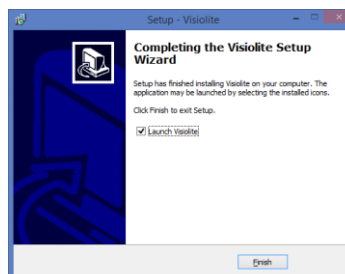 Setup - Visiolite
Completing the Visiolite Setup
Wizard
Setup has finished installing Visiolite on your computer. The
application may be launched by selecting the installed icons.
Click Finish to exit Setup.
Launch Visiolite
Finish